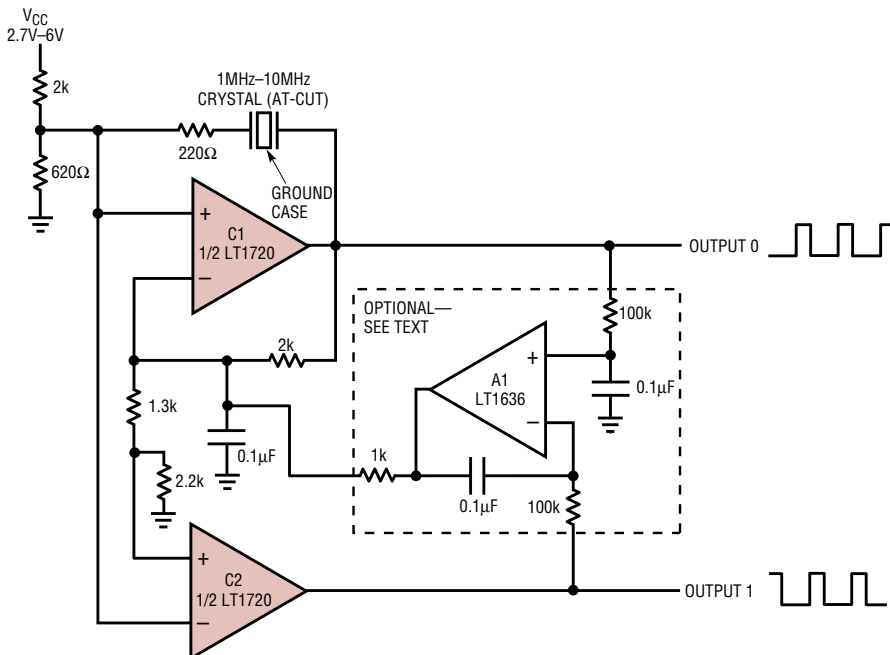 VCC
2.7V–6V
2k
620Ω
1MHz–10MHz
CRYSTAL (AT-CUT)
220Ω
GROUND
CASE
+
C1
1/2 LT1720
–
OUTPUT 0
OPTIONAL—
SEE TEXT
100k
2k
+
A1
LT1636
–
0.1µF
1.3k
0.1µF
2.2k
1k
0.1µF
100k
+
C2
1/2 LT1720
–
OUTPUT 1